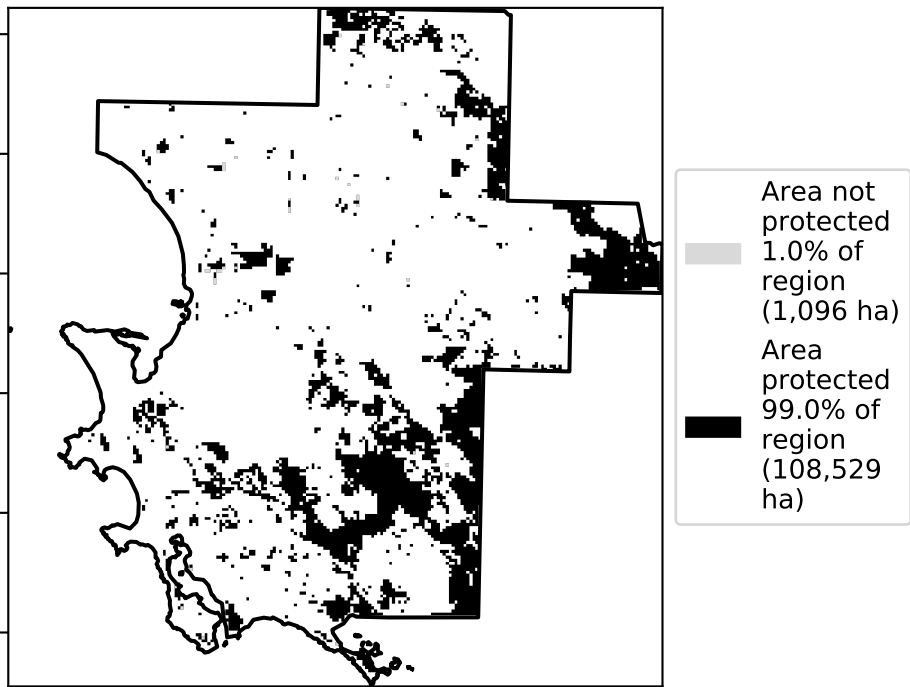 Area not
protected
1.0% of
region
(1,096 ha)
Area
protected
99.0% of
region
(108,529
ha)